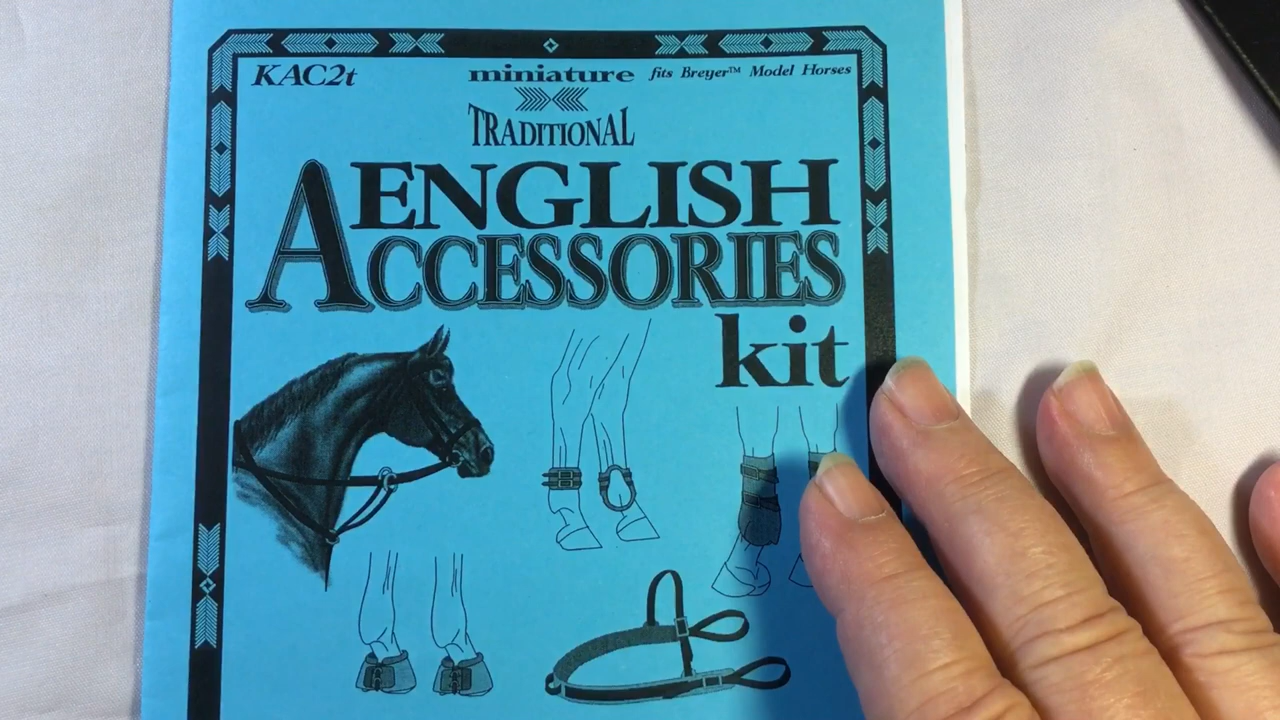 KAC2t
miniature
fits Breyer™ Model Horses
TRADITIONAL
ENGLISH
ACCESSORIES
kit